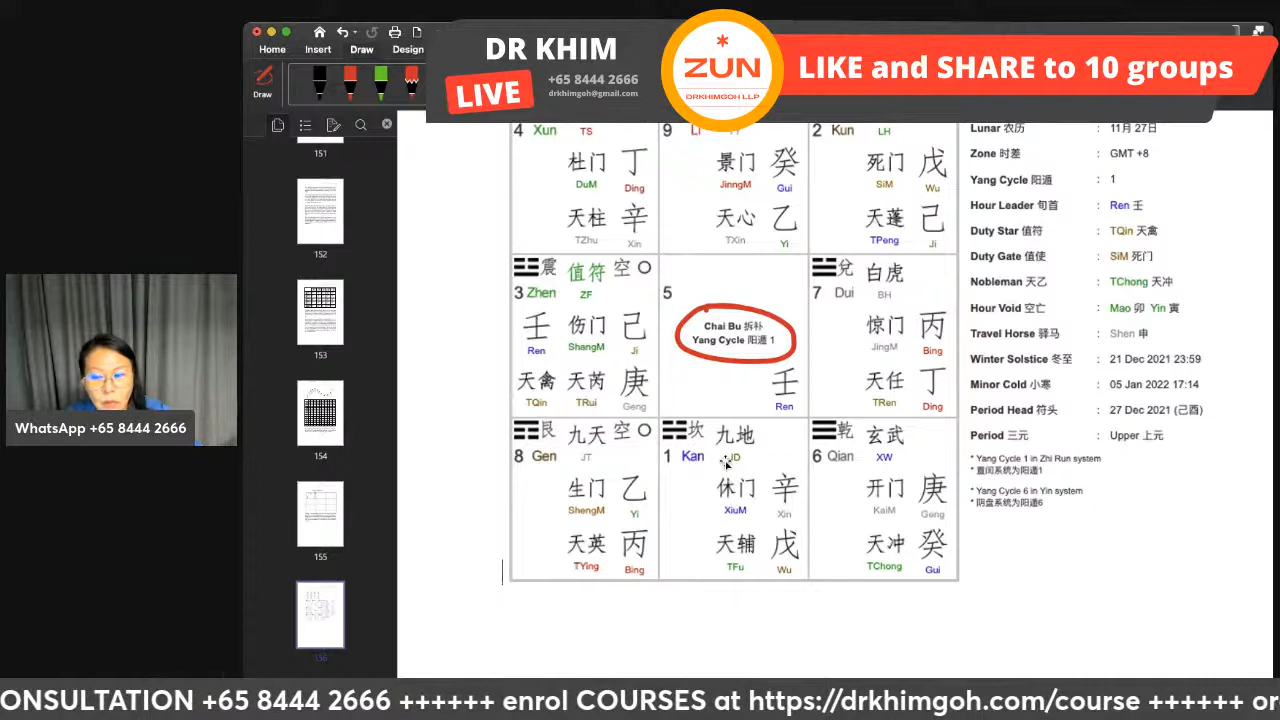 Home
Insert
Draw
Design
Draw
DR KHIM
LIVE
+65 8444 2666
drkhimgoh@gmail.com
*
ZUN
DRKHIMGOH LLP
LIKE and SHARE to 10 groups
151
152
153
154
155
156
WhatsApp +65 8444 2666
4 Xun TS
杜门 丁
DuM Ding
天柱 辛
TZhu Xin
9
景门 癸
JinngM Gui
天心 乙
TXin Yi
2 Kun LH
死门 戊
SiM Wu
天蓬 己
TPeng Ji
震 值符 空
3 Zhen ZF
壬 伤门 己
Ren ShangM Ji
天禽 天芮 庚
TQin TRui Geng
5
Chai Bu 拆补
Yang Cycle 阳遁 1
壬
Ren
兌 白虎
7 Dui BH
惊门 丙
JingM Bing
天任 丁
TRen Ding
艮 九天 空
8 Gen JT
生门 乙
ShengM Yi
天英 丙
TYing Bing
坎 九地
1 Kan JD
休门 辛
XiuM Xin
天辅 戊
TFu Wu
乾 玄武
6 Qian XW
开门 庚
KaiM Geng
天冲 癸
TChong Gui
Lunar 农历 : 11月 27日
Zone 时差 : GMT +8
Yang Cycle 阳遁 : 1
Hour Leader 旬首 : Ren 壬
Duty Star 值符 : TQin 天禽
Duty Gate 值使 : SiM 死门
Nobleman 天乙 : TChong 天冲
Hour Void 空亡 : Mao 卯 Yin 寅
Travel Horse 驿马 : Shen 申
Winter Solstice 冬至 : 21 Dec 2021 23:59
Minor Cold 小寒 : 05 Jan 2022 17:14
Period Head 符头 : 27 Dec 2021 (己酉)
Period 三元 : Upper 上元
* Yang Cycle 1 in Zhi Run system
* 置闰系统为阳遁1
* Yang Cycle 6 in Yin system
* 阴盘系统为阳遁6
ONSULTATION +65 8444 2666 ++++++ enrol COURSES at https://drkhimgoh.com/course ++++++ or